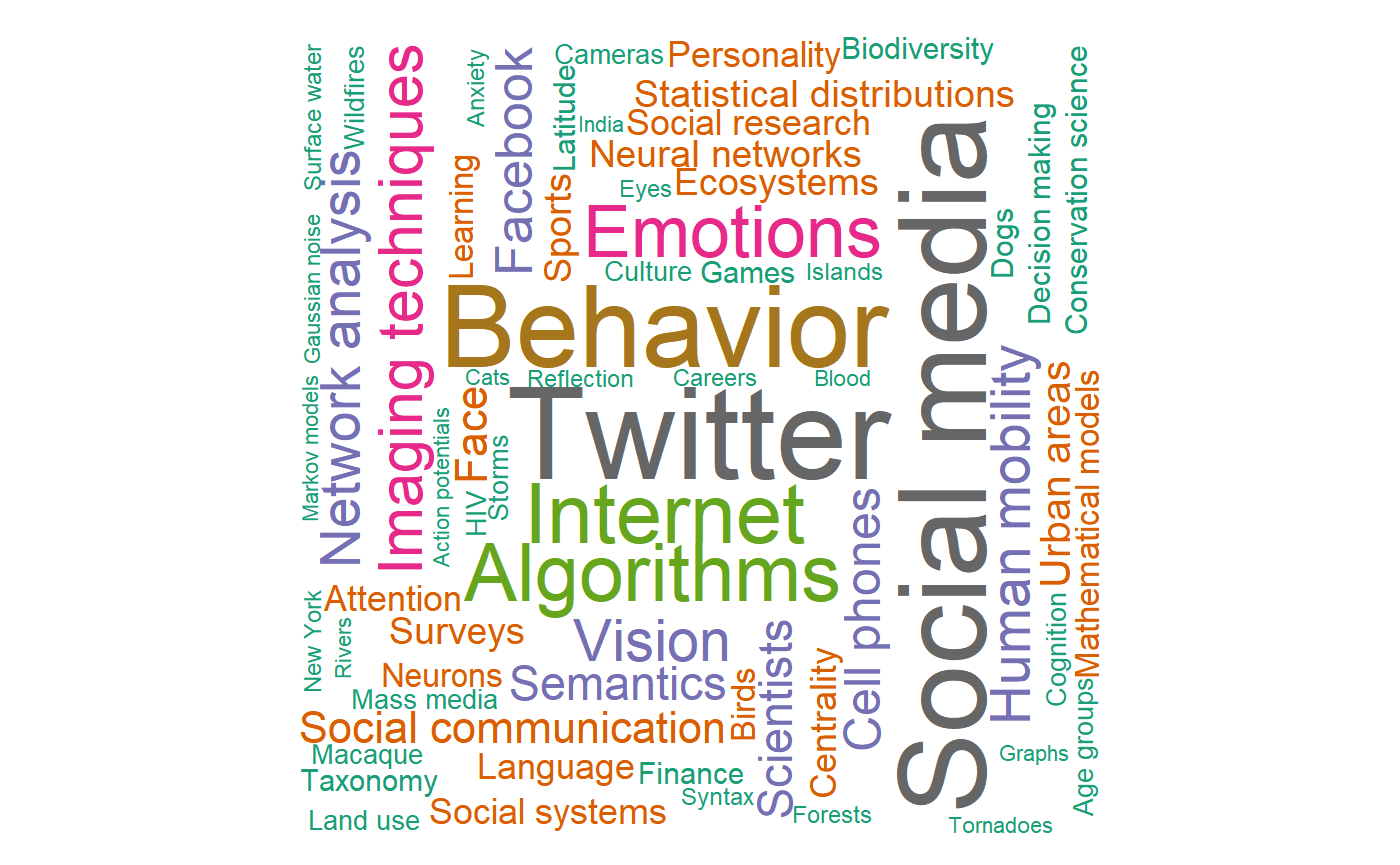 Surface water
Wildfires
Imaging techniques
Anxiety
Facebook
Cameras
Personality
Biodiversity
Statistical distributions
Latitude
India
Social research
Neural networks
Eyes
Ecosystems
Sports
Learning
Emotions
Culture
Games
Islands
Social media
Dogs
Decision making
Conservation science
Gaussian noise
Network analysis
Behavior
Cats
Reflection
Careers
Blood
Twitter
Markov models
Action potentials
Face
HIV
Storms
Internet
Algorithms
Cell phones
Human mobility
Urban areas
Mathematical models
New York
Attention
Rivers
Surveys
Vision
Neurons
Semantics
Mass media
Birds
Scientists
Centrality
Cognition
Age groups
Social communication
Macaque
Taxonomy
Language
Finance
Syntax
Graphs
Land use
Social systems
Forests
Tornadoes